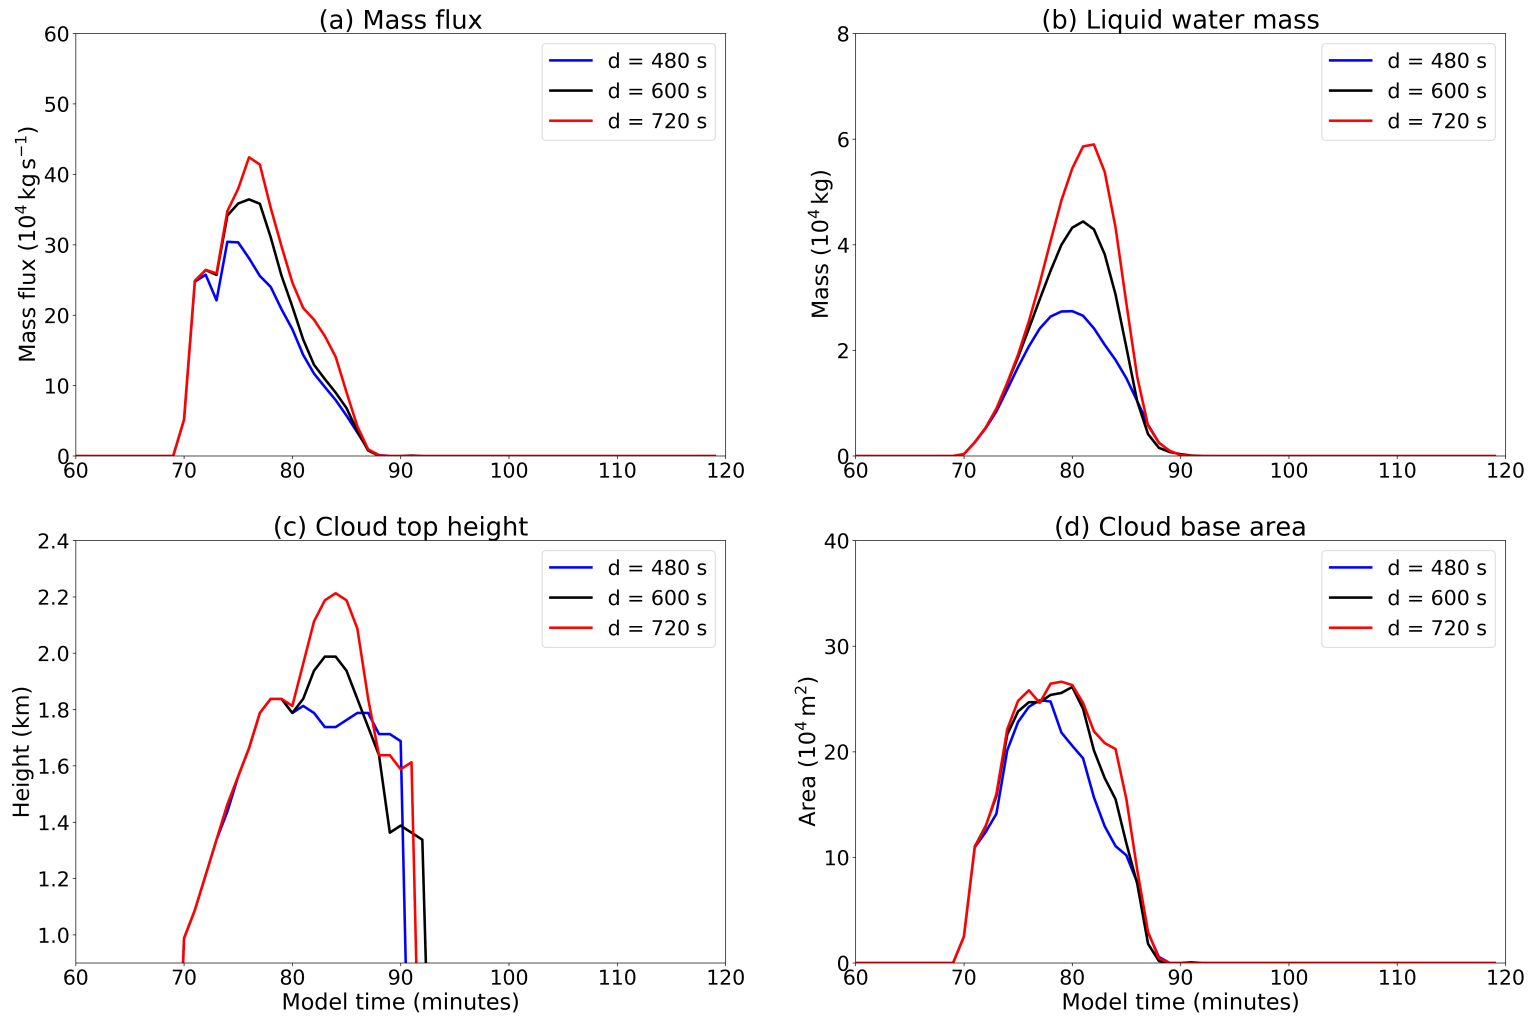 (a) Mass flux
60
50
40
30
20
10
0
Mass flux (10⁴ kg s⁻¹)
d = 480 s
d = 600 s
d = 720 s
60 70 80 90 100 110 120
(b) Liquid water mass
8
6
4
2
0
Mass (10⁴ kg)
d = 480 s
d = 600 s
d = 720 s
60 70 80 90 100 110 120
(c) Cloud top height
2.4
2.2
2.0
1.8
1.6
1.4
1.2
1.0
Height (km)
d = 480 s
d = 600 s
d = 720 s
60 70 80 90 100 110 120
Model time (minutes)
(d) Cloud base area
40
30
20
10
0
Area (10⁴ m²)
d = 480 s
d = 600 s
d = 720 s
60 70 80 90 100 110 120
Model time (minutes)